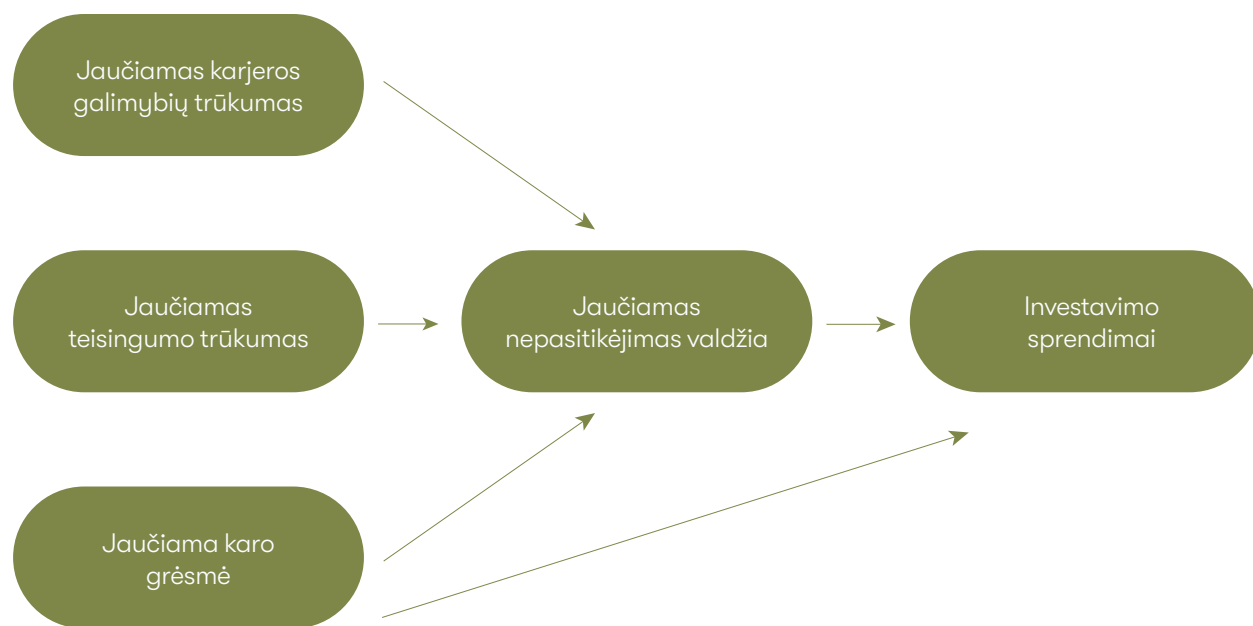 Jaučiamas karjeros
galimybių trūkumas
Jaučiamas
teisingumo trūkumas
Jaučiamas
nepasitikėjimas valdžia
Investavimo
sprendimai
Jaučiama karo
grėsmė